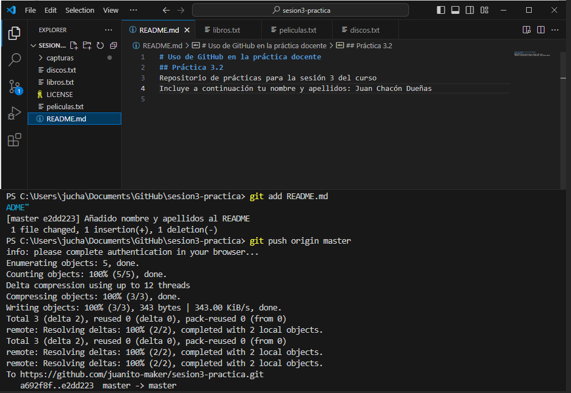 File Edit Selection View ··· sesion3-practica
EXPLORER ···
SESION...
capturas
discos.txt
libros.txt
LICENSE
peliculas.txt
README.md
1
README.md libros.txt peliculas.txt discos.txt
README.md > # Uso de GitHub en la práctica docente > ## Práctica 3.2
1 # Uso de GitHub en la práctica docente
2 ## Práctica 3.2
3 Repositorio de prácticas para la sesión 3 del curso
4 Incluye a continuación tu nombre y apellidos: Juan Chacón Dueñas
5
PS C:\Users\jucha\Documents\GitHub\sesion3-practica> git add README.md
ADME"
[master e2dd223] Añadido nombre y apellidos al README
1 file changed, 1 insertion(+), 1 deletion(-)
PS C:\Users\jucha\Documents\GitHub\sesion3-practica> git push origin master
info: please complete authentication in your browser...
Enumerating objects: 5, done.
Counting objects: 100% (5/5), done.
Delta compression using up to 12 threads
Compressing objects: 100% (3/3), done.
Writing objects: 100% (3/3), 343 bytes | 343.00 KiB/s, done.
Total 3 (delta 2), reused 0 (delta 0), pack-reused 0 (from 0)
remote: Resolving deltas: 100% (2/2), completed with 2 local objects.
Total 3 (delta 2), reused 0 (delta 0), pack-reused 0 (from 0)
remote: Resolving deltas: 100% (2/2), completed with 2 local objects.
remote: Resolving deltas: 100% (2/2), completed with 2 local objects.
To https://github.com/juanito-maker/sesion3-practica.git
a692f8f..e2dd223 master -> master